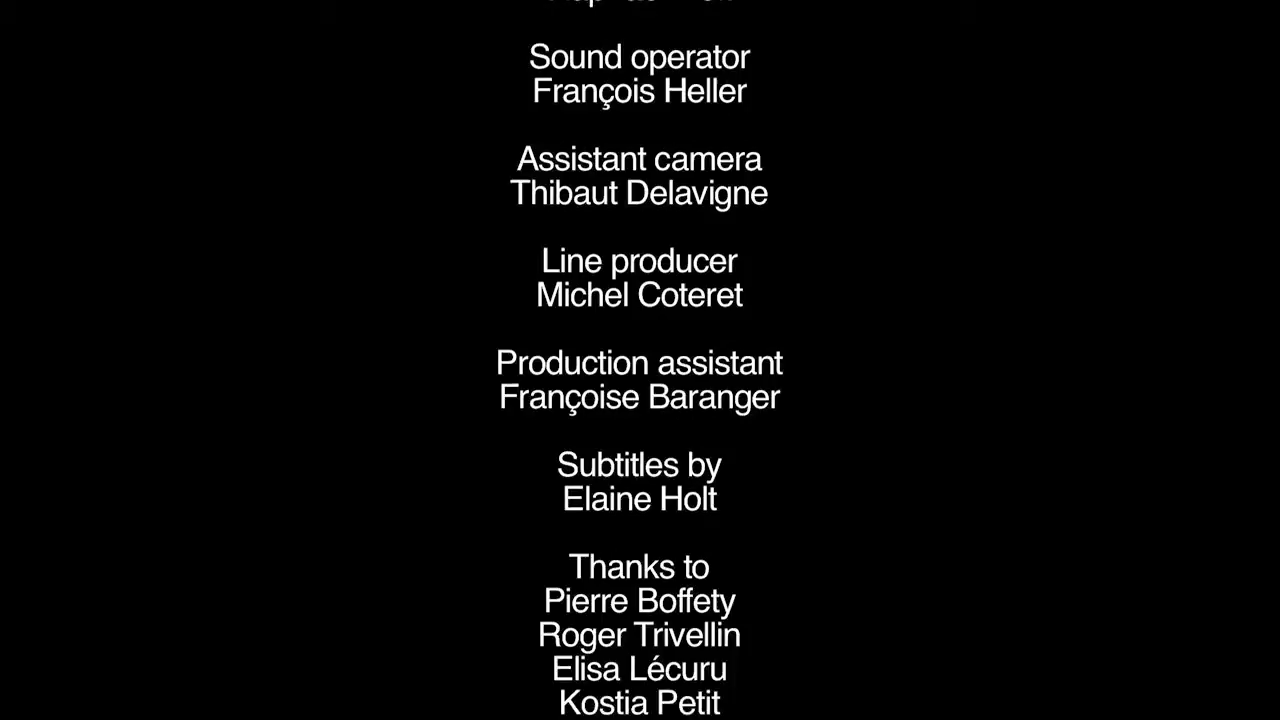 Sound operator
François Heller
Assistant camera
Thibaut Delavigne
Line producer
Michel Coteret
Production assistant
Françoise Baranger
Subtitles by
Elaine Holt
Thanks to
Pierre Boffety
Roger Trivellin
Elisa Lécuru
Kostia Petit